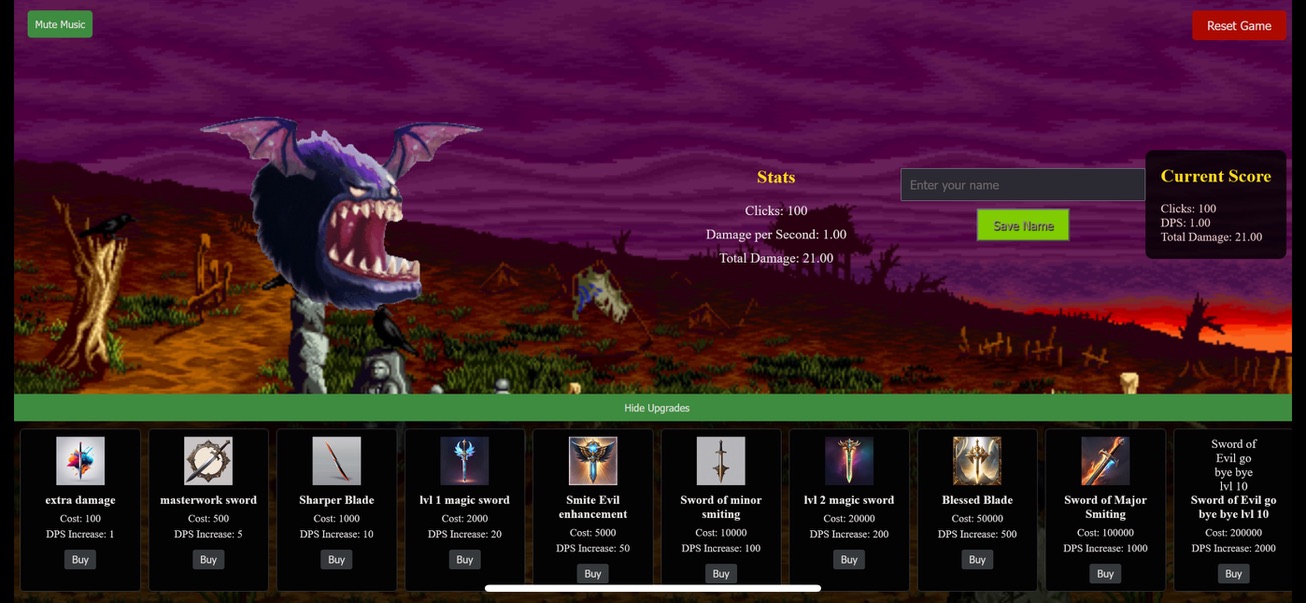 Mute Music
Reset Game
Stats
Clicks: 100
Damage per Second: 1.00
Total Damage: 21.00
Enter your name
Save Name
Current Score
Clicks: 100
DPS: 1.00
Total Damage: 21.00
Hide Upgrades
extra damage
Cost: 100
DPS Increase: 1
Buy
masterwork sword
Cost: 500
DPS Increase: 5
Buy
Sharper Blade
Cost: 1000
DPS Increase: 10
Buy
lvl 1 magic sword
Cost: 2000
DPS Increase: 20
Buy
Smite Evil
enhancement
Cost: 5000
DPS Increase: 50
Buy
Sword of minor
smiting
Cost: 10000
DPS Increase: 100
Buy
lvl 2 magic sword
Cost: 20000
DPS Increase: 200
Buy
Blessed Blade
Cost: 50000
DPS Increase: 500
Buy
Sword of Major
Smiting
Cost: 100000
DPS Increase: 1000
Buy
Sword of
Evil go
bye bye
lvl 10
Sword of Evil go
bye bye lvl 10
Cost: 200000
DPS Increase: 2000
Buy